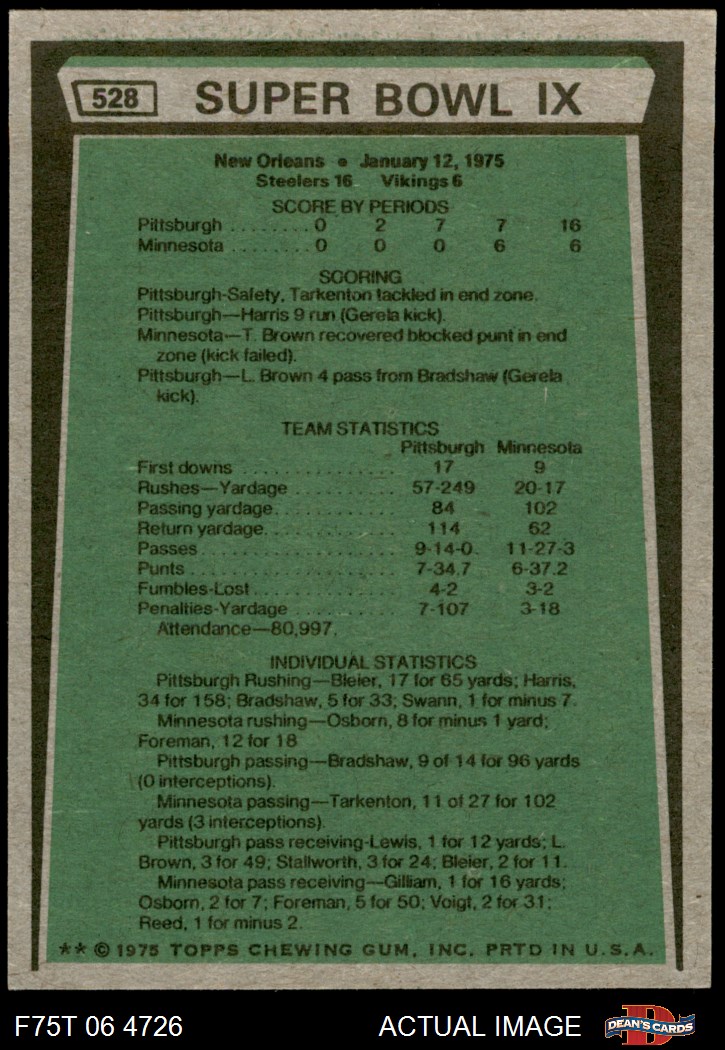 528 SUPER BOWL IX
New Orleans ● January 12, 1975
Steelers 16 Vikings 6
SCORE BY PERIODS
Pittsburgh ........0 2 7 7 16
Minnesota ........0 0 0 6 6
SCORING
Pittsburgh-Safety, Tarkenton tackled in end zone.
Pittsburgh—Harris 9 run (Gerela kick).
Minnesota—T. Brown recovered blocked punt in end
zone (kick failed).
Pittsburgh—L. Brown 4 pass from Bradshaw (Gerela
kick).
TEAM STATISTICS
Pittsburgh Minnesota
First downs .............. 17 9
Rushes—Yardage .......... 57-249 20-17
Passing yardage........... 84 102
Return yardage............ 114 62
Passes.................. 9-14-0 11-27-3
Punts................... 7-34.7 6-37.2
Fumbles-Lost............. 4-2 3-2
Penalties-Yardage .......... 7-107 3-18
Attendance—80,997.
INDIVIDUAL STATISTICS
Pittsburgh Rushing—Bleier, 17 for 65 yards; Harris,
34 for 158; Bradshaw, 5 for 33; Swann, 1 for minus 7.
Minnesota rushing—Osborn, 8 for minus 1 yard;
Foreman, 12 for 18
Pittsburgh passing—Bradshaw, 9 of 14 for 96 yards
(0 interceptions).
Minnesota passing—Tarkenton, 11 of 27 for 102
yards (3 interceptions).
Pittsburgh pass receiving-Lewis, 1 for 12 yards; L.
Brown, 3 for 49; Stallworth, 3 for 24; Bleier, 2 for 11.
Minnesota pass receiving—Gilliam, 1 for 16 yards;
Osborn, 2 for 7; Foreman, 5 for 50; Voigt, 2 for 31;
Reed, 1 for minus 2.
** © 1975 TOPPS CHEWING GUM, INC. PRTD IN U.S.A.
F75T 06 4726 ACTUAL IMAGE D DEAN'S CARDS